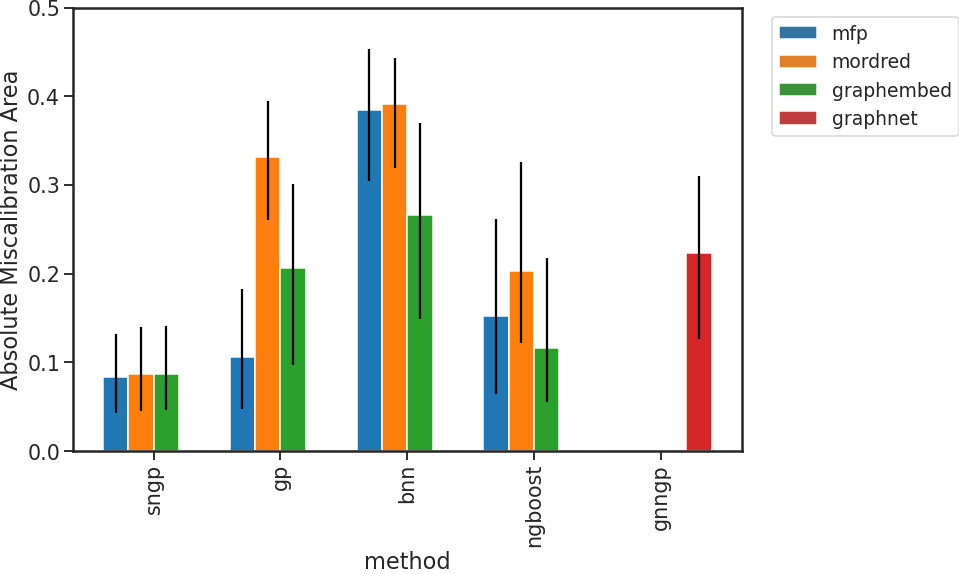 Absolute Miscalibration Area
0.5
0.4
0.3
0.2
0.1
0.0
sngp
gp
bnn
ngboost
gnngp
method
mfp
mordred
graphembed
graphnet